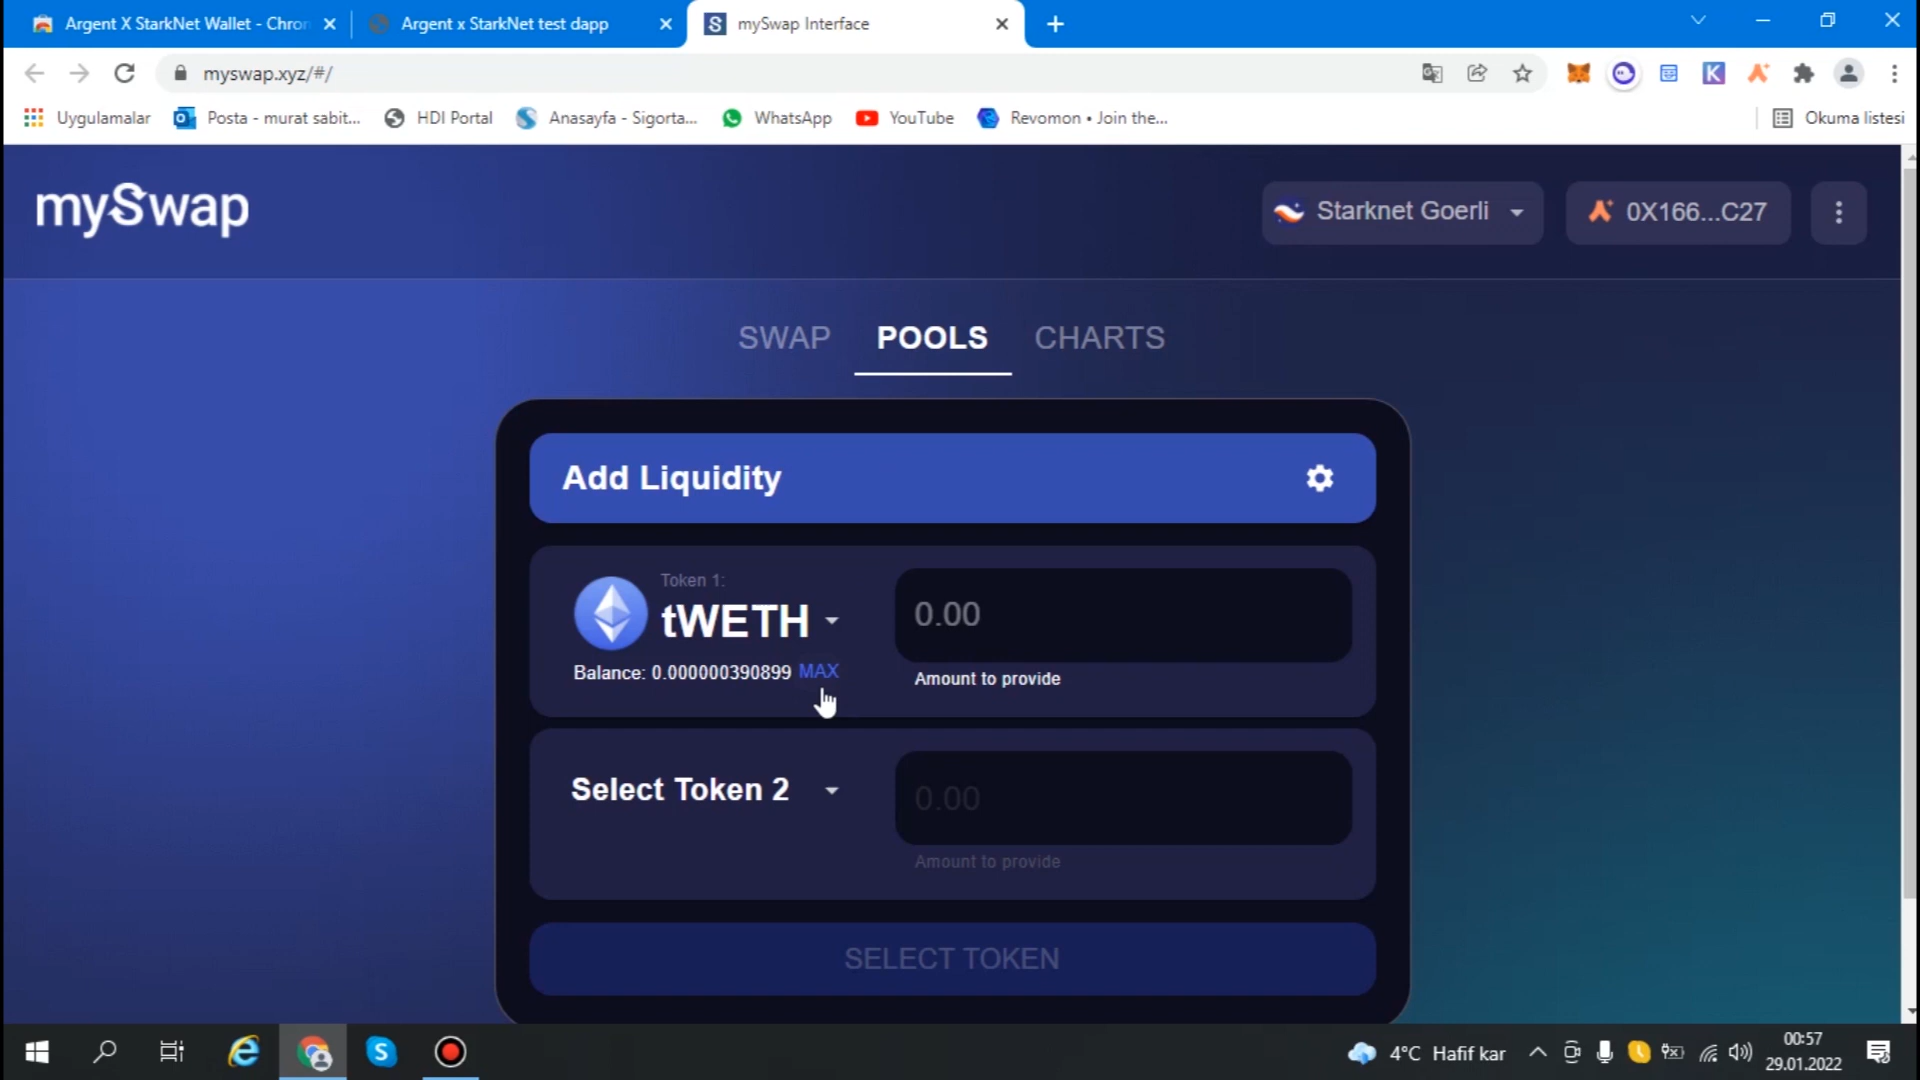 Argent X StarkNet Wallet - Chron
Argent x StarkNet test dapp
mySwap Interface
myswap.xyz/#/
Uygulamalar
Posta - murat sabit...
HDI Portal
Anasayfa - Sigorta...
WhatsApp
YouTube
Revomon • Join the...
Okuma listesi
mySwap
Starknet Goerli
0X166...C27
SWAP
POOLS
CHARTS
Add Liquidity
Token 1:
tWETH
0.00
Balance: 0.000000390899 MAX
Amount to provide
Select Token 2
0.00
Amount to provide
SELECT TOKEN
4°C Hafif kar
00:57
29.01.2022